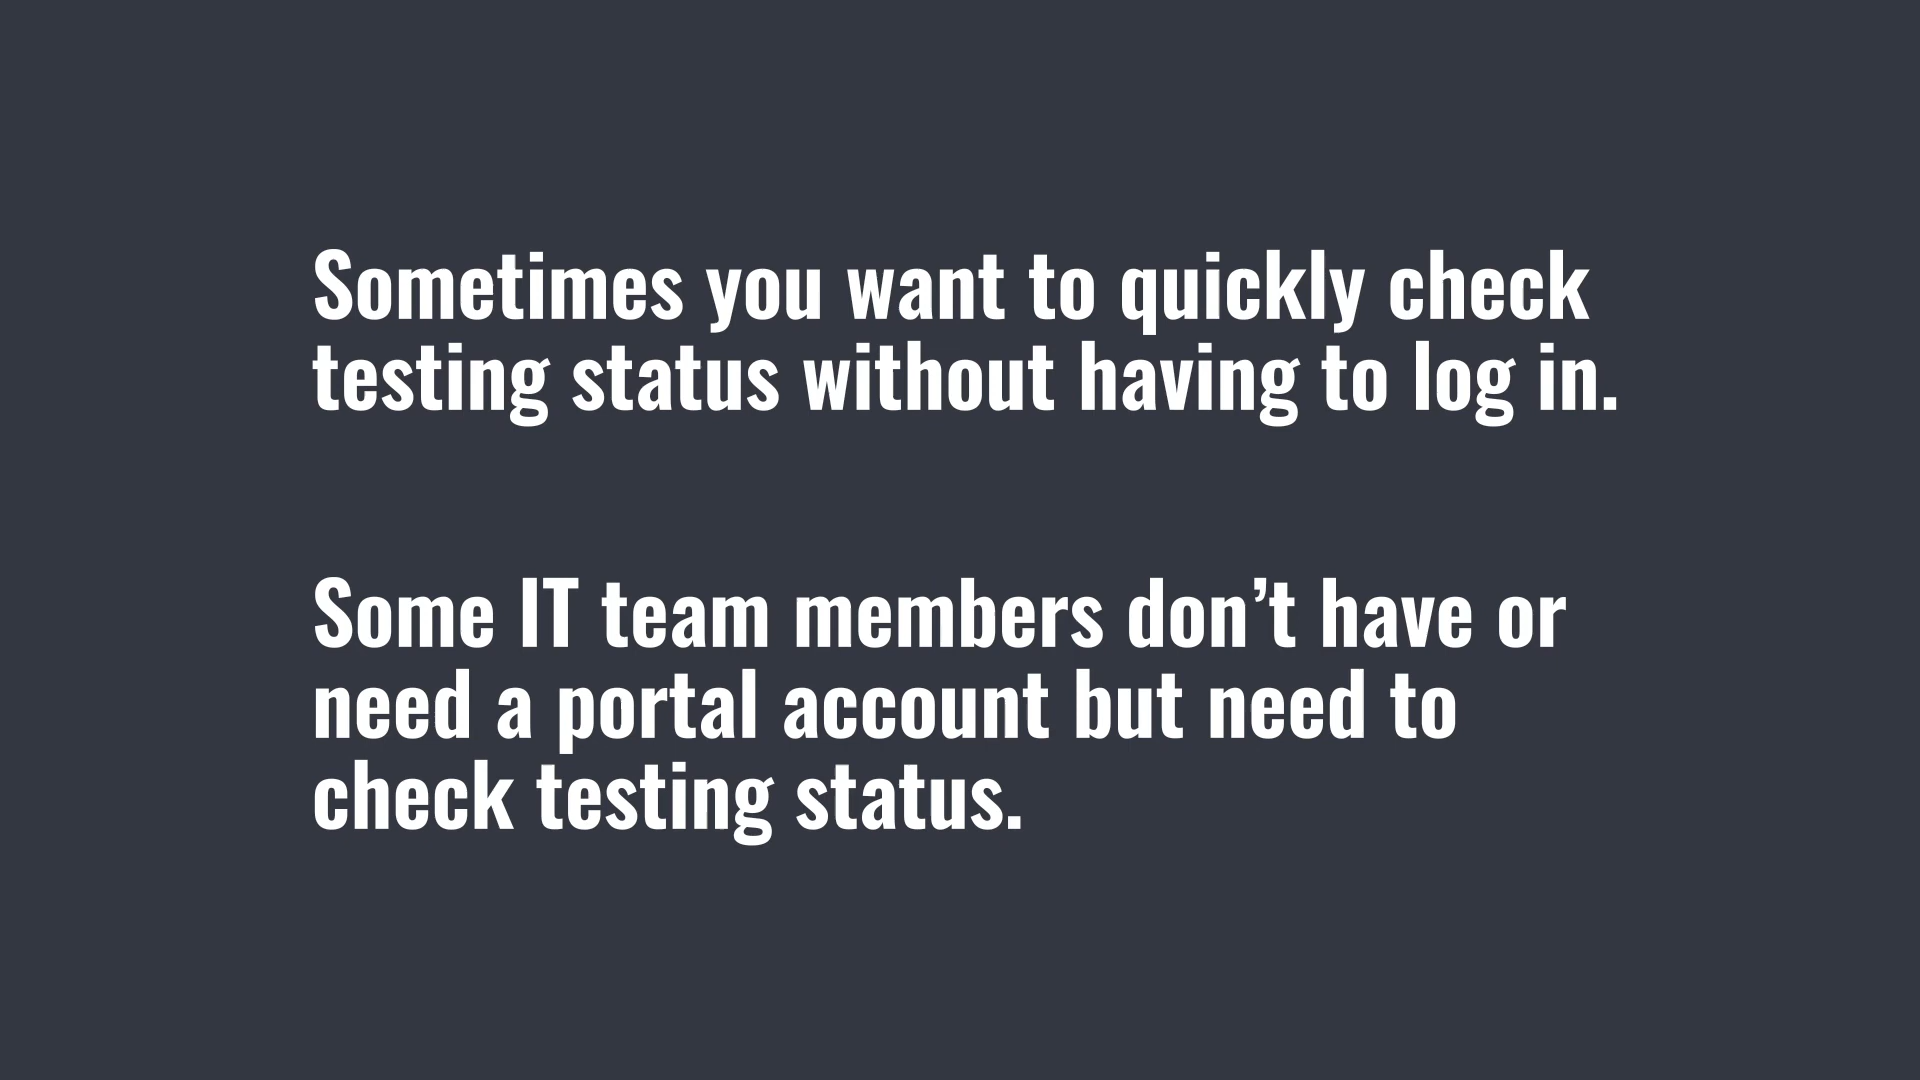 Sometimes you want to quickly check
testing status without having to log in.
Some IT team members don’t have or
need a portal account but need to
check testing status.